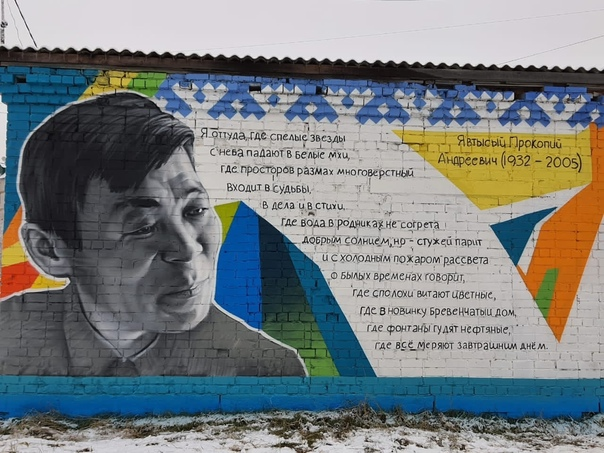 Я оттуда, где спелые звезды
с неба падают в белые мхи,
где просторов размах многоверстный
входит в судьбы,
в дела и в стихи.
Где вода в родниках не согрета
добрым солнцем, но – стужей парит
и с холодным пожаром рассвета
о былых временах говорит,
где сполохи витают цветные,
где в новинку бревенчатый дом,
где фонтаны гудят нефтяные,
где все меряют завтрашним днём.
Явтысый Прокопий
Андреевич (1932 – 2005)